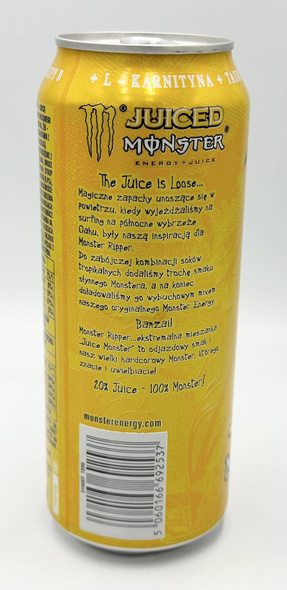 + L - KARNITYNA +
JUICED
MONSTER
ENERGY+JUICE
The Juice Is Loose...
Magiczne zapachy unoszące się w
powietrzu, kiedy wyjeżdżaliśmy na
surfing na północne wybrzeże
Oahu, były naszą inspiracją dla
Monster Ripper.
Do zabójczej kombinacji soków
tropikalnych dodaliśmy trochę smaku
słynnego Monstera, a na koniec
doładowaliśmy go wybuchowym mixem
naszego oryginalnego Monster Energy
Banzai!
Monster Ripper...ekstremalna mieszanka
„Juice Monster" to odjazdowy smak i
nasz wielki hardcorowy Monster, którego
znacie i uwielbiacie!
20% Juice - 100% Monster!
monsterenergy.com
5 060166 692537